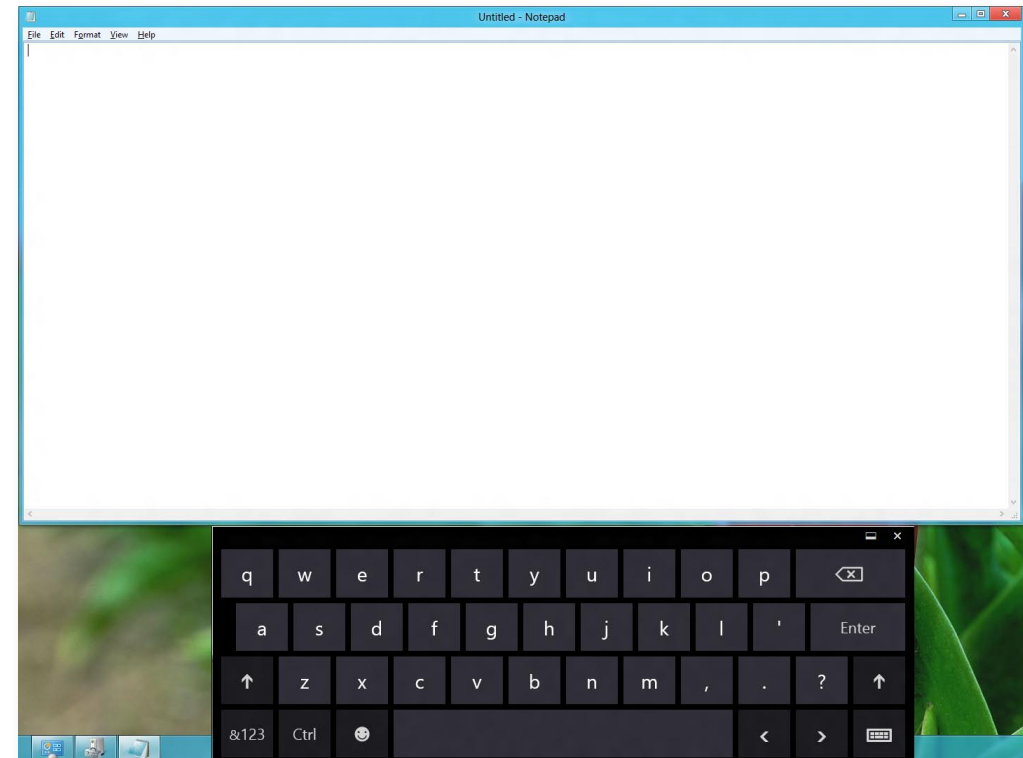 Untitled - Notepad
File Edit Format View Help
q w e r t y u i o p
a s d f g h j k l ' Enter
z x c v b n m , . ?
&123 Ctrl